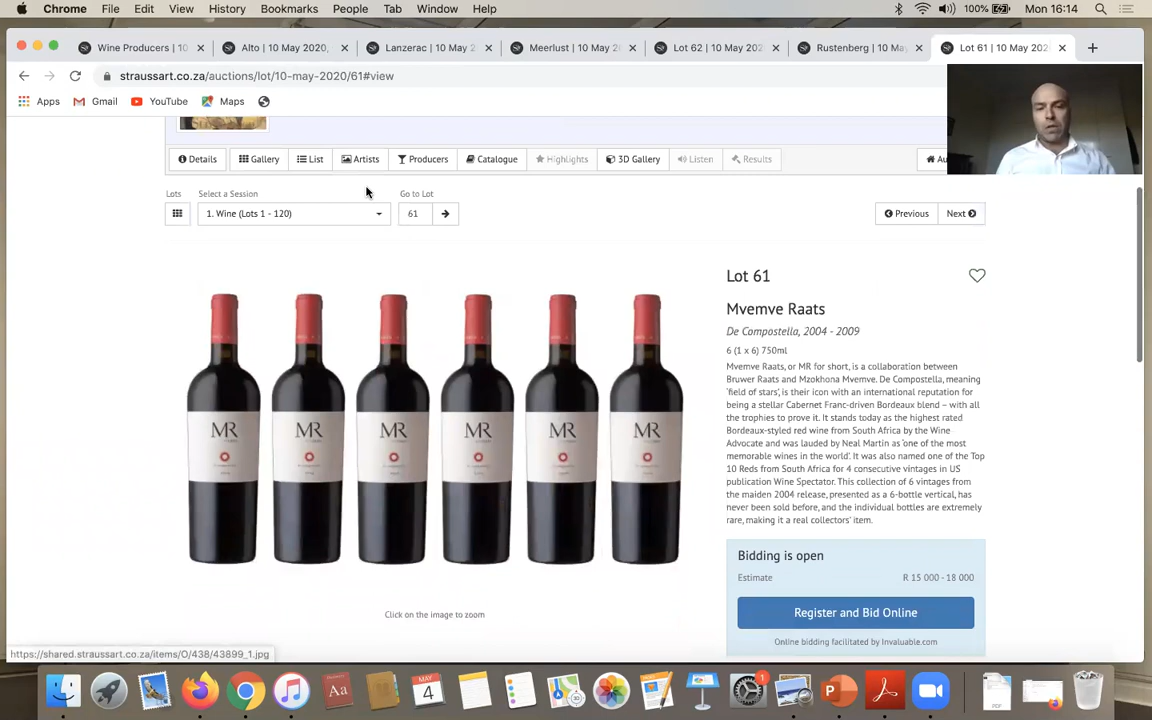 Chrome File Edit View History Bookmarks People Tab Window Help 100% Mon 16:14
Wine Producers | 10 Alto | 10 May 2020, Lanzerac | 10 May 2 Meerlust | 10 May 2 Lot 62 | 10 May 202 Rustenberg | 10 May Lot 61 | 10 May 202
straussart.co.za/auctions/lot/10-may-2020/61#view
Apps Gmail YouTube Maps
Details Gallery List Artists Producers Catalogue Highlights 3D Gallery Listen Results Au
Lots Select a Session Go to Lot
1. Wine (Lots 1 - 120) 61 Previous Next
Lot 61
Mvemve Raats
De Compostella, 2004 - 2009
6 (1 x 6) 750ml
Mvemve Raats, or MR for short, is a collaboration between
Bruwer Raats and Mzokhona Mvemve. De Compostella, meaning
'field of stars', is their icon with an international reputation for
being a stellar Cabernet Franc-driven Bordeaux blend – with all
the trophies to prove it. It stands today as the highest rated
Bordeaux-styled red wine from South Africa by the Wine
Advocate and was lauded by Neal Martin as 'one of the most
memorable wines in the world'. It was also named one of the Top
10 Reds from South Africa for 4 consecutive vintages in US
publication Wine Spectator. This collection of 6 vintages from
the maiden 2004 release, presented as a 6-bottle vertical, has
never been sold before, and the individual bottles are extremely
rare, making it a real collectors' item.
MR MR MR MR MR MR
Bidding is open
Estimate R 15 000 - 18 000
Register and Bid Online
Online bidding facilitated by Invaluable.com
Click on the image to zoom
https://shared.straussart.co.za/items/O/438/43899_1.jpg
Aa
MAY
4
1
PDF